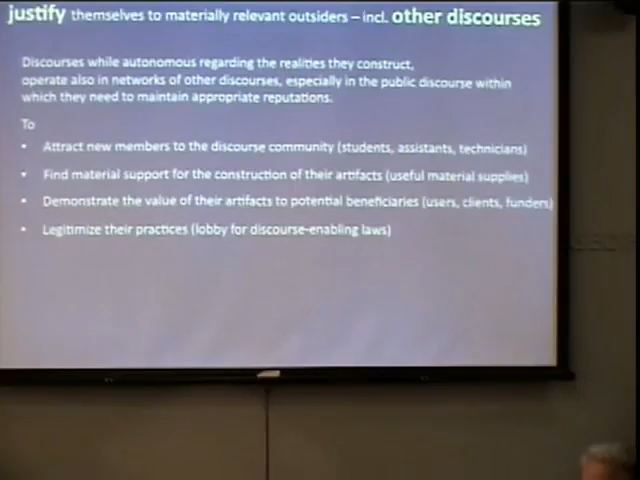 justify themselves to materially relevant outsiders – incl. other discourses
Discourses while autonomous regarding the realities they construct,
operate also in networks of other discourses, especially in the public discourse within
which they need to maintain appropriate reputations.
To
• Attract new members to the discourse community (students, assistants, technicians)
• Find material support for the construction of their artifacts (useful material supplies)
• Demonstrate the value of their artifacts to potential beneficiaries (users, clients, funders)
• Legitimize their practices (lobby for discourse-enabling laws)